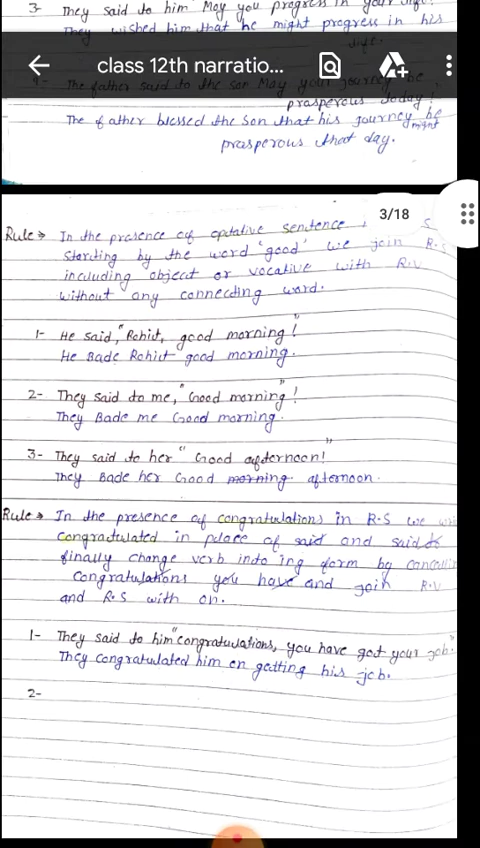 3- They said to him May you progress in your life!
They wished him that he might progress in his
life.
class 12th narratio...
The father said to the son May your journey be
prasperous today!
The father blessed the son that his journey be
might
prasperous that day.
3/18
Rule → In the presence of optative sentence
starting by the word 'good' we join R.S
including object or vocative with R.V
without any connecting word.
1- He said, "Rohit, good morning!"
He Bade Rohit good morning.
2- They said to me, "Good morning"!
They Bade me Good morning.
3- They said to her "Good afternoon!"
They Bade her Good morning afternoon.
Rule → In the presence of congratulations in R.S we
congratulated in place of said and said to
finally change verb into ing form by
congratulations you have and join R.V
and R.S with on.
1- They said to him "congratulations, you have got your job."
They congratulated him on getting his job.
2-